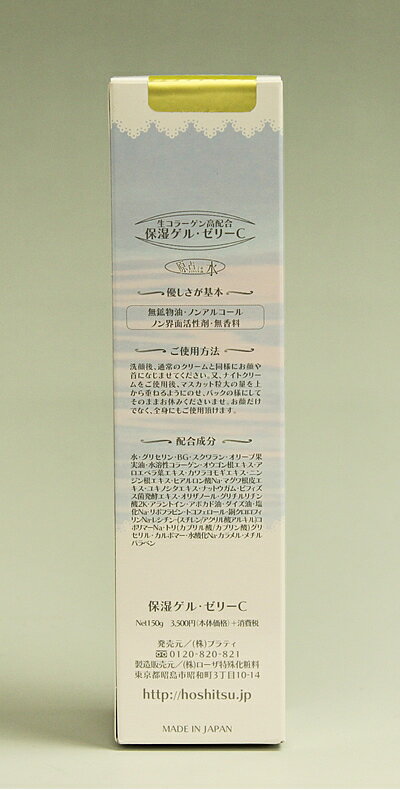 生コラーゲン高配合
保湿ゲル・ゼリーC
原点は水
優しさが基本
無鉱物油・ノンアルコール
ノン界面活性剤・無香料
ご使用方法
洗顔後、通常のクリームと同様にお顔や
首になじませてください。又、ナイトクリー
ムをご使用後、マスカット粒大の量を上
から重ねるようにのせ、パックの様にして
そのままお休みくださいませ。お顔だけ
でなく、全身にもご使用頂けます。
配合成分
水・グリセリン・BG・スクワラン・オリーブ果
実油・水溶性コラーゲン・オウゴン根エキス・ア
ロエベラ葉エキス・カワラヨモギエキス・ニン
ジン根エキス・ヒアルロン酸Na・マグワ根皮エ
キス・ユキノシタエキス・ナットウガム・ビフィズ
ス菌発酵エキス・オリザノール・グリチルリチン
酸2K・アラントイン・アボカド油・ダイズ油・塩
化Na・リボフラビン・トコフェロール・銅クロロフィ
リンNa・レシチン・(スチレン/アクリル酸アルキル)コ
ポリマーNa・トリ(カプリル酸/カプリン酸)グリ
セリル・カルボマー・水酸化Na・カラメル・メチル
パラベン
保湿ゲル・ゼリーC
Net150g 3,500円(本体価格)+消費税
発売元/(株)プラティ
0120-820-821
製造販売元/(株)ローザ特殊化粧料
東京都昭島市昭和町3丁目10-14
http://hoshitsu.jp
MADE IN JAPAN